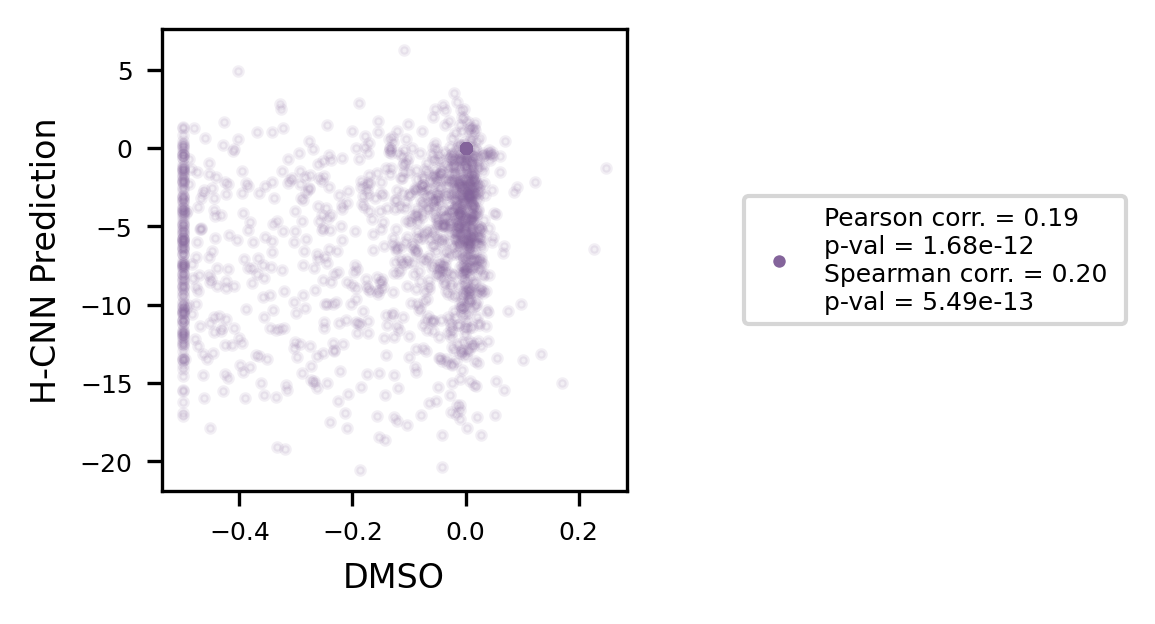 H-CNN Prediction
5
0
−5
−10
−15
−20
−0.4
−0.2
0.0
0.2
DMSO
Pearson corr. = 0.19
p-val = 1.68e-12
Spearman corr. = 0.20
p-val = 5.49e-13